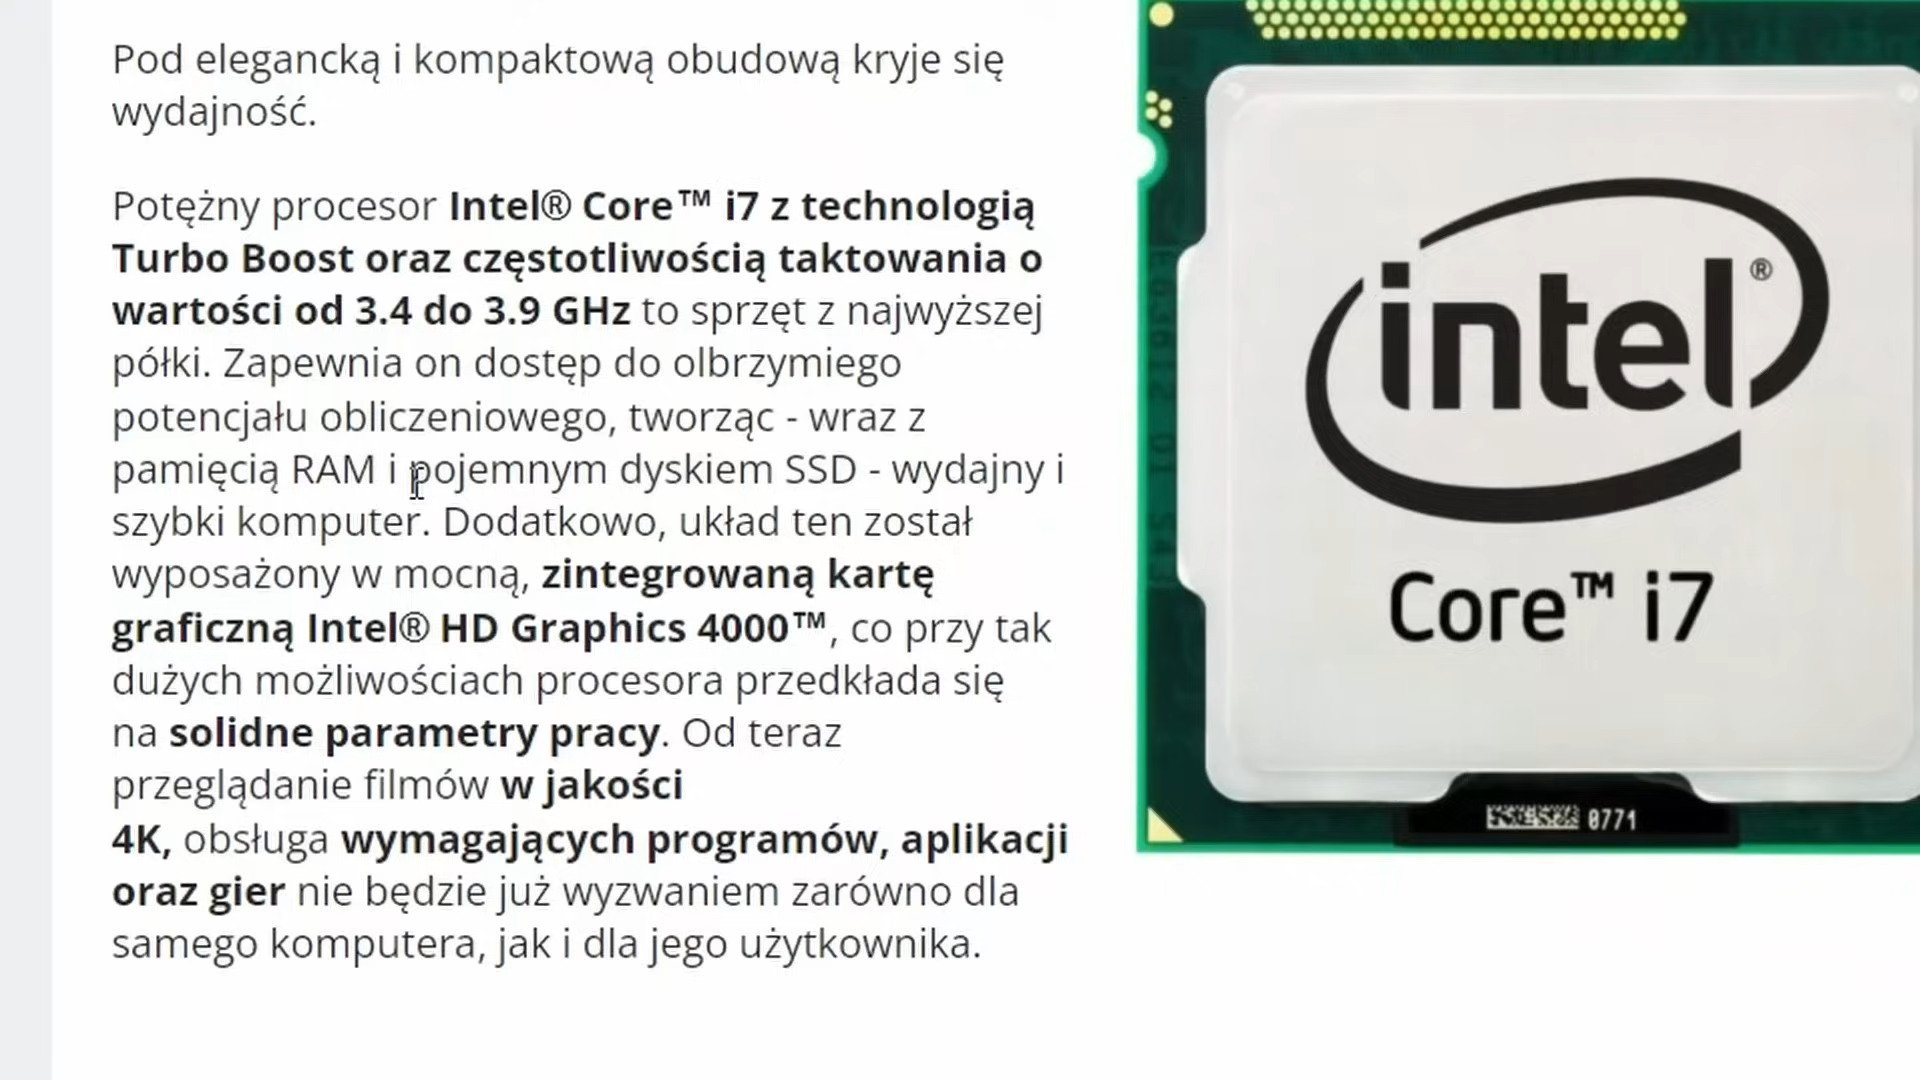 Pod elegancką i kompaktową obudową kryje się
wydajność.
Potężny procesor Intel® Core™ i7 z technologią
Turbo Boost oraz częstotliwością taktowania o
wartości od 3.4 do 3.9 GHz to sprzęt z najwyższej
półki. Zapewnia on dostęp do olbrzymiego
potencjału obliczeniowego, tworząc - wraz z
pamięcią RAM i pojemnym dyskiem SSD - wydajny i
szybki komputer. Dodatkowo, układ ten został
wyposażony w mocną, zintegrowaną kartę
graficzną Intel® HD Graphics 4000™, co przy tak
dużych możliwościach procesora przedkłada się
na solidne parametry pracy. Od teraz
przeglądanie filmów w jakości
4K, obsługa wymagających programów, aplikacji
oraz gier nie będzie już wyzwaniem zarówno dla
samego komputera, jak i dla jego użytkownika.
intel®
Core™ i7
0771